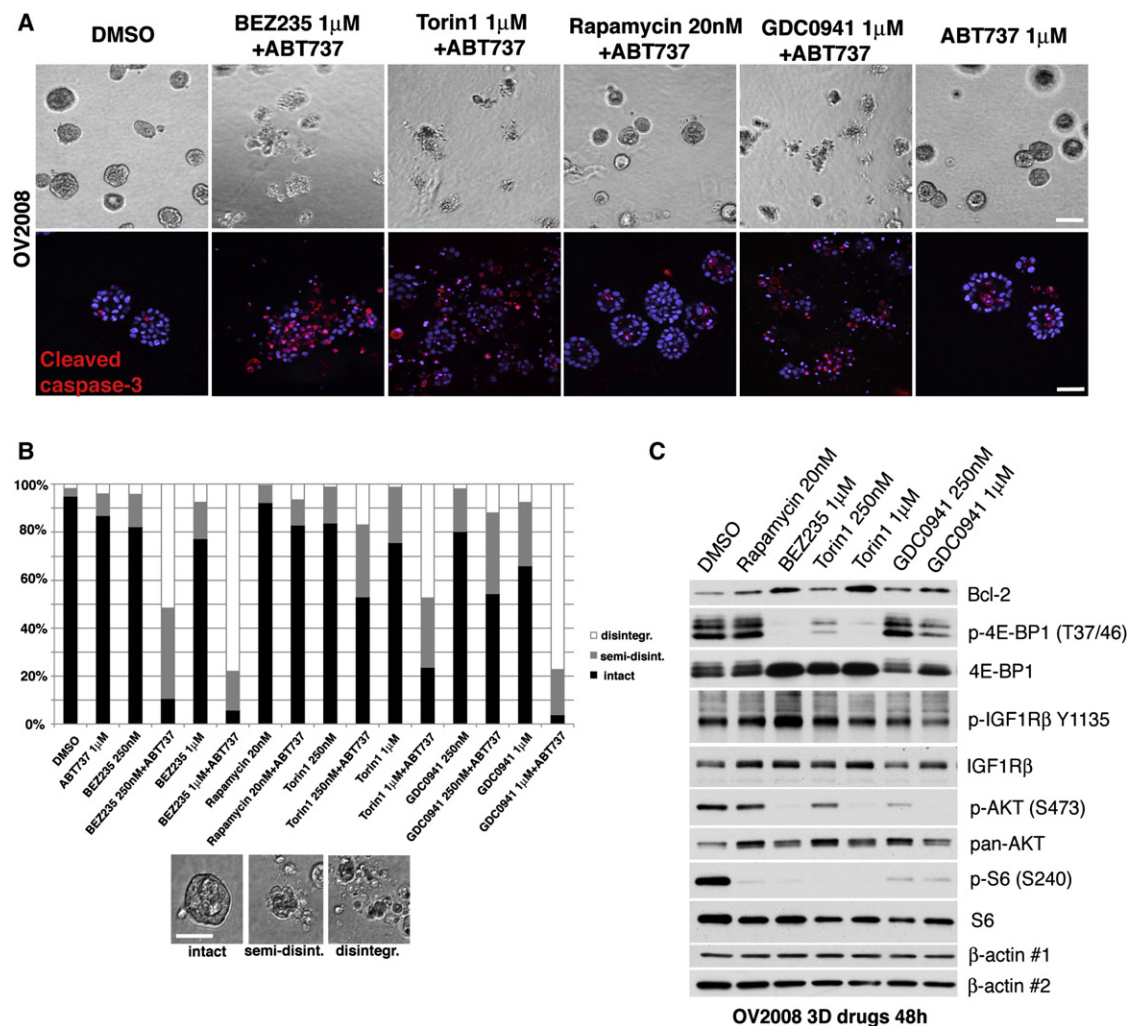 A
DMSO
BEZ235 1μM
+ABT737
Torin1 1μM
+ABT737
Rapamycin 20nM
+ABT737
GDC0941 1μM
+ABT737
ABT737 1μM
OV2008
Cleaved
caspase-3
B
100%
80%
60%
40%
20%
0%
DMSO
ABT737 1μM
BEZ235 250nM
BEZ235 250nM+ABT737
BEZ235 1μM
BEZ235 1μM+ABT737
Rapamycin 20nM
Rapamycin 20nM+ABT737
Torin1 250nM
Torin1 250nM+ABT737
Torin1 1μM
Torin1 1μM+ABT737
GDC0941 250nM
GDC0941 250nM+ABT737
GDC0941 1μM
GDC0941 1μM+ABT737
disintegr.
semi-disint.
intact
intact
semi-disint.
disintegr.
C
DMSO
Rapamycin 20nM
BEZ235 1μM
Torin1 250nM
Torin1 1μM
GDC0941 250nM
GDC0941 1μM
Bcl-2
p-4E-BP1 (T37/46)
4E-BP1
p-IGF1Rβ Y1135
IGF1Rβ
p-AKT (S473)
pan-AKT
p-S6 (S240)
S6
β-actin #1
β-actin #2
OV2008 3D drugs 48h